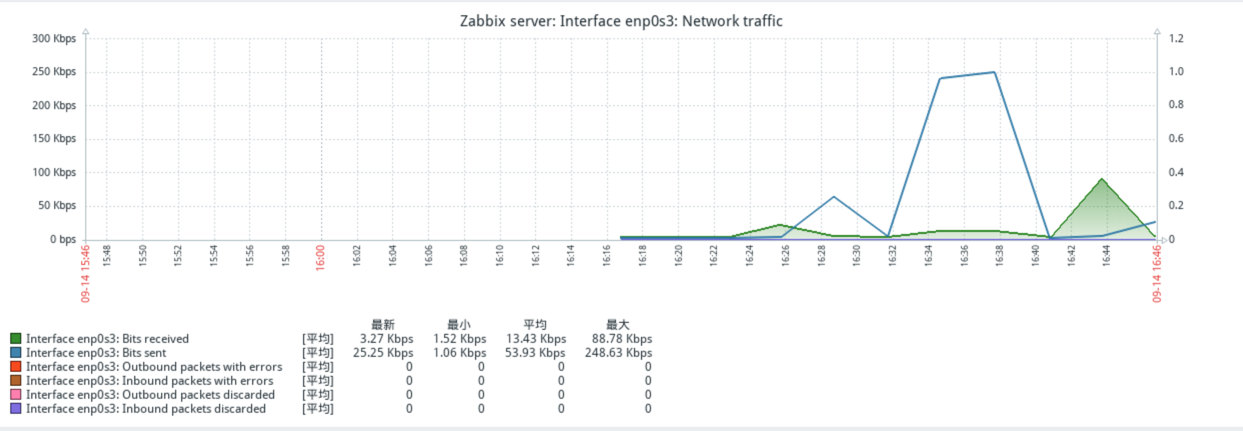 Zabbix server: Interface enp0s3: Network traffic
300 Kbps
250 Kbps
200 Kbps
150 Kbps
100 Kbps
50 Kbps
0 bps
1.2
1.0
0.8
0.6
0.4
0.2
0
09-14 15:46
15:48
15:50
15:52
15:54
15:56
15:58
16:00
16:02
16:04
16:06
16:08
16:10
16:12
16:14
16:16
16:18
16:20
16:22
16:24
16:26
16:28
16:30
16:32
16:34
16:36
16:38
16:40
16:42
16:44
09-14 16:46
最新 最小 平均 最大
Interface enp0s3: Bits received [平均] 3.27 Kbps 1.52 Kbps 13.43 Kbps 88.78 Kbps
Interface enp0s3: Bits sent [平均] 25.25 Kbps 1.06 Kbps 53.93 Kbps 248.63 Kbps
Interface enp0s3: Outbound packets with errors [平均] 0 0 0 0
Interface enp0s3: Inbound packets with errors [平均] 0 0 0 0
Interface enp0s3: Outbound packets discarded [平均] 0 0 0 0
Interface enp0s3: Inbound packets discarded [平均] 0 0 0 0